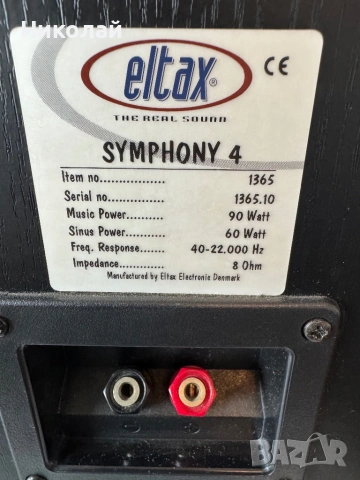 Николай
eltax®
CE
THE REAL SOUND
SYMPHONY 4
Item no................. 1365
Serial no................ 1365.10
Music Power............. 90 Watt
Sinus Power............. 60 Watt
Freq. Response....... 40-22.000 Hz
Impedance.............. 8 Ohm
Manufactured by Eltax Electronic Denmark
BAZAR